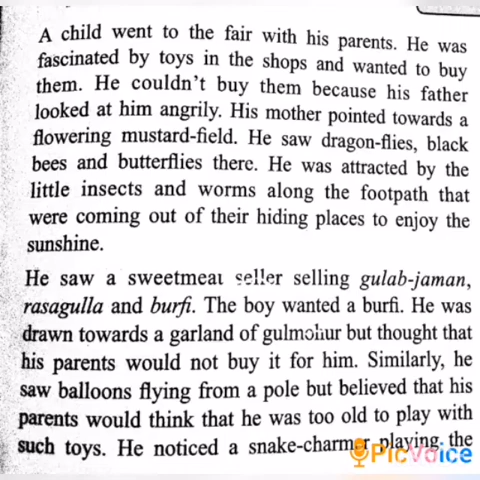 A child went to the fair with his parents. He was
fascinated by toys in the shops and wanted to buy
them. He couldn't buy them because his father
looked at him angrily. His mother pointed towards a
flowering mustard-field. He saw dragon-flies, black
bees and butterflies there. He was attracted by the
little insects and worms along the footpath that
were coming out of their hiding places to enjoy the
sunshine.
He saw a sweetmeat seller selling gulab-jaman,
rasagulla and burfi. The boy wanted a burfi. He was
drawn towards a garland of gulmohur but thought that
his parents would not buy it for him. Similarly, he
saw balloons flying from a pole but believed that his
parents would think that he was too old to play with
such toys. He noticed a snake-charmer playing the
PicVoice